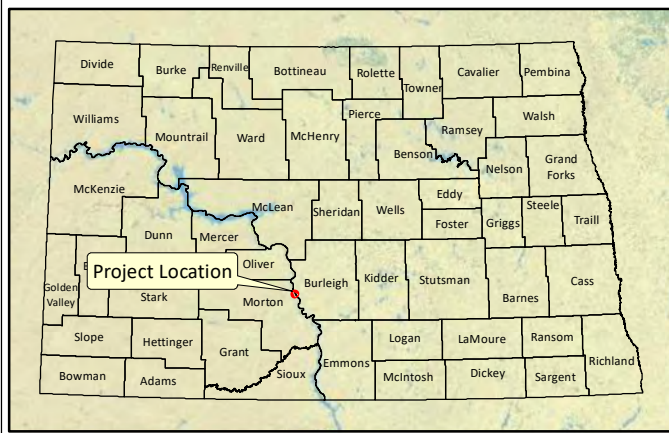 Divide
Burke
Renville
Bottineau
Rolette
Towner
Cavalier
Pembina
Williams
Mountrail
Ward
McHenry
Pierce
Benson
Ramsey
Walsh
Nelson
Grand
Forks
McKenzie
McLean
Sheridan
Wells
Eddy
Foster
Griggs
Steele
Traill
Dunn
Mercer
Oliver
Project Location
Golden
Valley
Stark
Morton
Burleigh
Kidder
Stutsman
Barnes
Cass
Slope
Hettinger
Grant
Sioux
Emmons
Logan
LaMoure
Ransom
Richland
Bowman
Adams
McIntosh
Dickey
Sargent